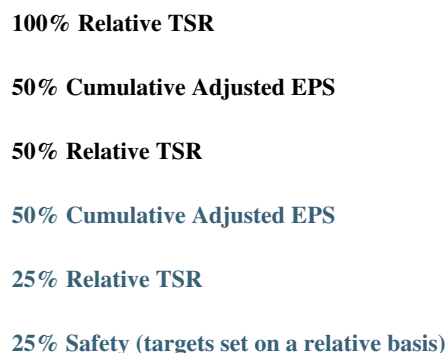 100% Relative TSR
50% Cumulative Adjusted EPS
50% Relative TSR
50% Cumulative Adjusted EPS
25% Relative TSR
25% Safety (targets set on a relative basis)